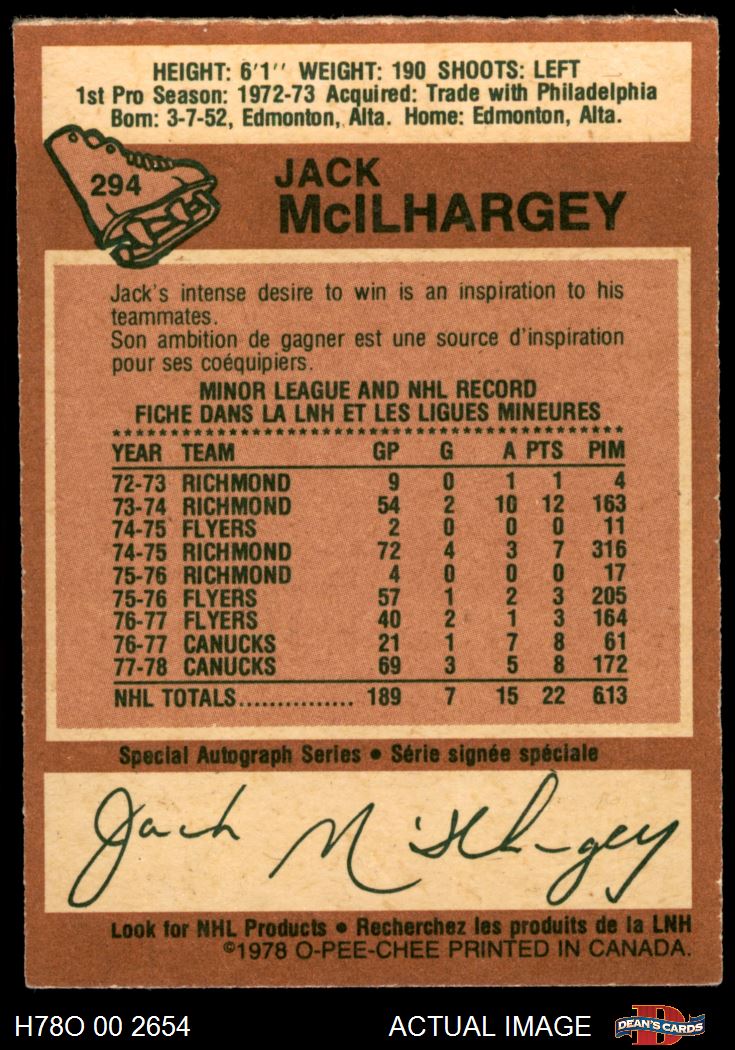 HEIGHT: 6'1'' WEIGHT: 190 SHOOTS: LEFT
1st Pro Season: 1972-73 Acquired: Trade with Philadelphia
Born: 3-7-52, Edmonton, Alta. Home: Edmonton, Alta.
294
JACK
McILHARGEY
Jack's intense desire to win is an inspiration to his
teammates.
Son ambition de gagner est une source d'inspiration
pour ses coéquipiers.
MINOR LEAGUE AND NHL RECORD
FICHE DANS LA LNH ET LES LIGUES MINEURES
YEAR TEAM GP G A PTS PIM
72-73 RICHMOND 9 0 1 1 4
73-74 RICHMOND 54 2 10 12 163
74-75 FLYERS 2 0 0 0 11
74-75 RICHMOND 72 4 3 7 316
75-76 RICHMOND 4 0 0 0 17
75-76 FLYERS 57 1 2 3 205
76-77 FLYERS 40 2 1 3 164
76-77 CANUCKS 21 1 7 8 61
77-78 CANUCKS 69 3 5 8 172
NHL TOTALS............... 189 7 15 22 613
Special Autograph Series • Série signée spéciale
Jack McIlhargey
Look for NHL Products • Recherchez les produits de la LNH
©1978 O-PEE-CHEE PRINTED IN CANADA.
H78O 00 2654 ACTUAL IMAGE DEAN'S CARDS